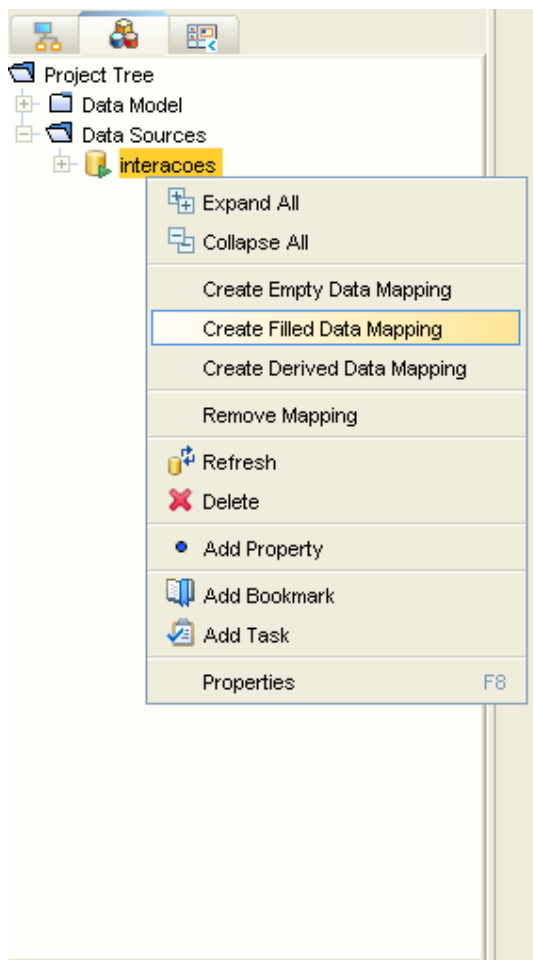 Project Tree
Data Model
Data Sources
interacoes
Expand All
Collapse All
Create Empty Data Mapping
Create Filled Data Mapping
Create Derived Data Mapping
Remove Mapping
Refresh
Delete
Add Property
Add Bookmark
Add Task
Properties F8